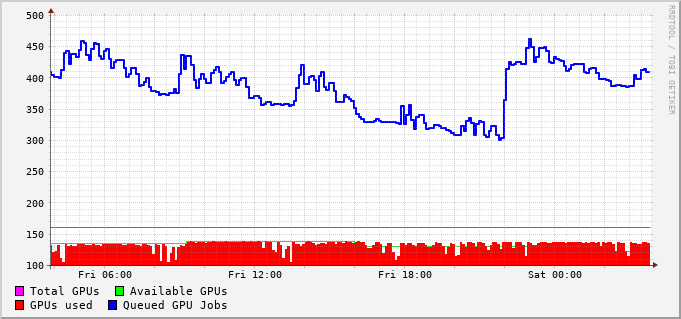 500
450
400
350
300
250
200
150
100
Fri 06:00 Fri 12:00 Fri 18:00 Sat 00:00
Total GPUs Available GPUs
GPUs used Queued GPU Jobs
RRDTOOL / TOBI OETIKER